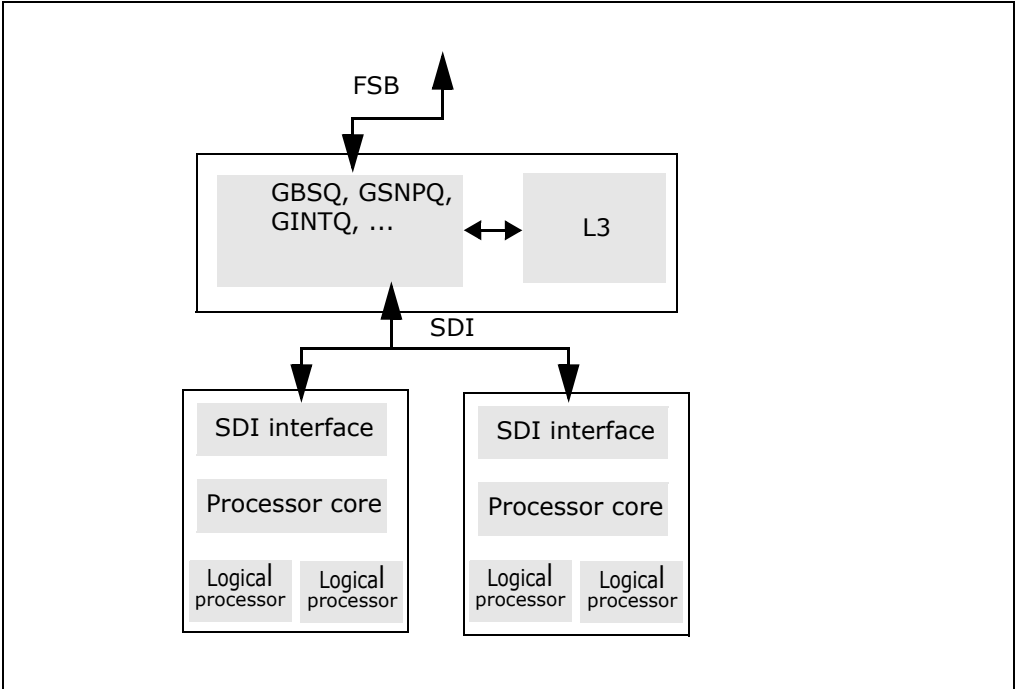 FSB
GBSQ, GSNPQ,
GINTQ, ...
L3
SDI
SDI interface
Processor core
Logical
processor
Logical
processor
SDI interface
Processor core
Logical
processor
Logical
processor